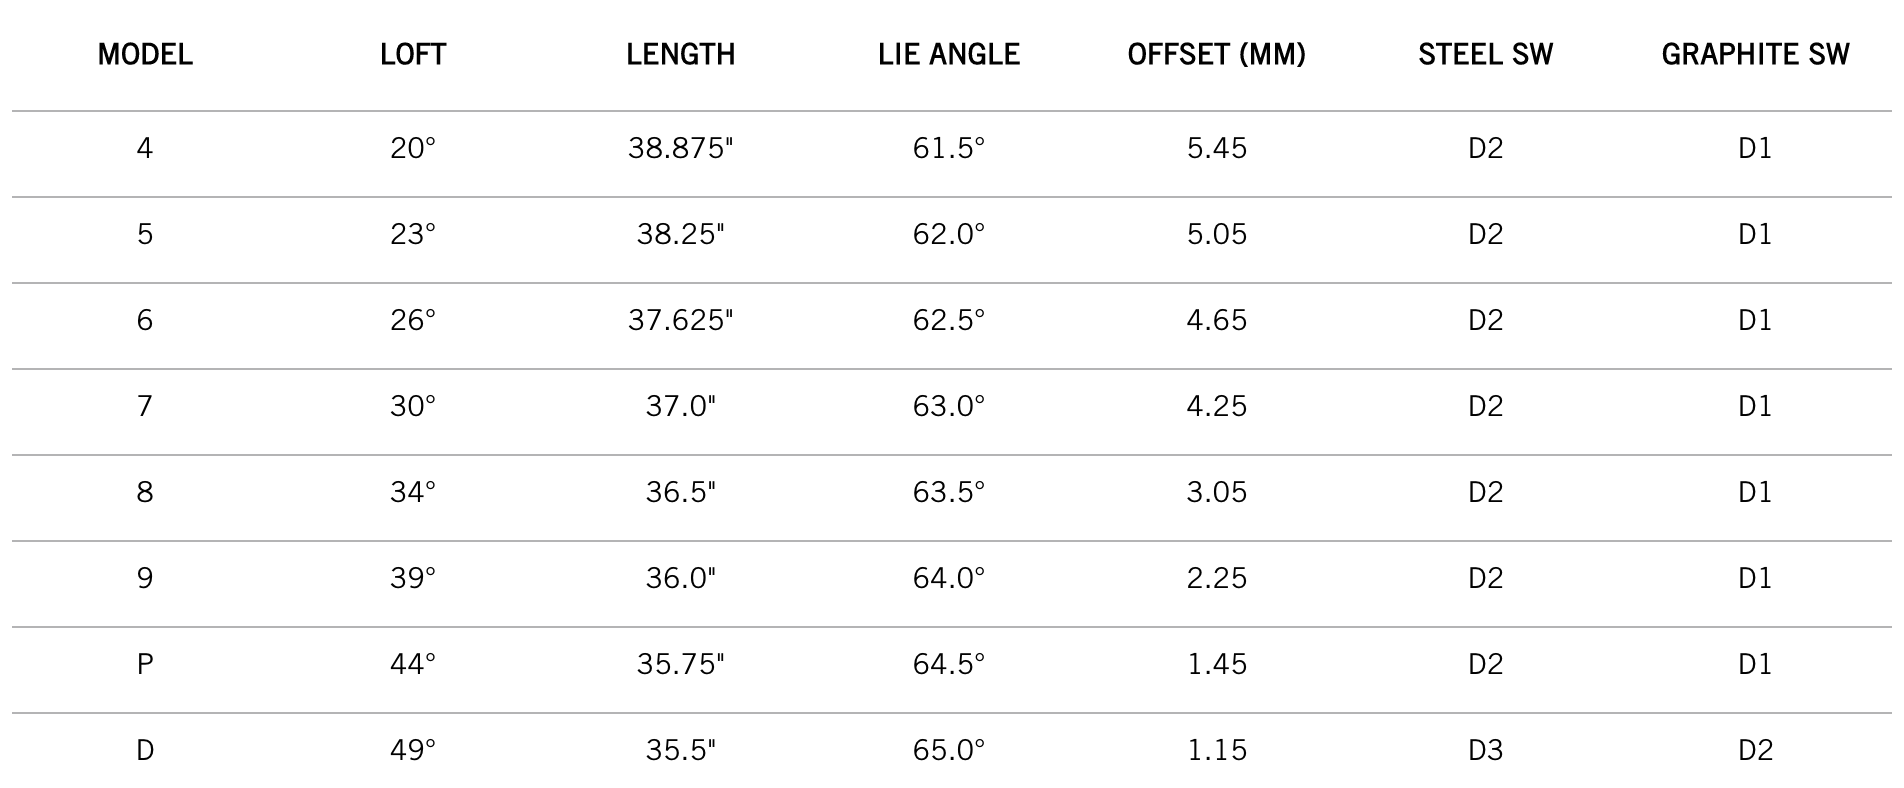 MODEL LOFT LENGTH LIE ANGLE OFFSET (MM) STEEL SW GRAPHITE SW
4 20° 38.875" 61.5° 5.45 D2 D1
5 23° 38.25" 62.0° 5.05 D2 D1
6 26° 37.625" 62.5° 4.65 D2 D1
7 30° 37.0" 63.0° 4.25 D2 D1
8 34° 36.5" 63.5° 3.05 D2 D1
9 39° 36.0" 64.0° 2.25 D2 D1
P 44° 35.75" 64.5° 1.45 D2 D1
D 49° 35.5" 65.0° 1.15 D3 D2